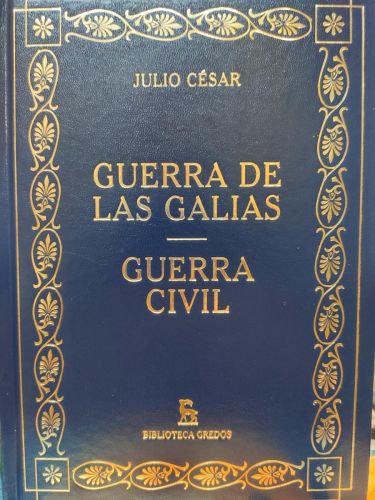 JULIO CÉSAR
GUERRA DE
LAS GALIAS
GUERRA
CIVIL
BIBLIOTECA GREDOS